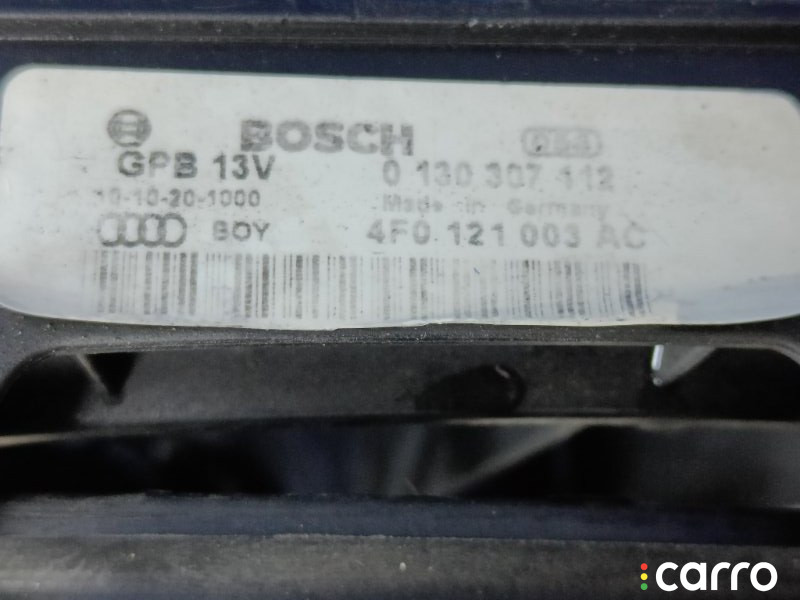 BOSCH
GPB 13V 0 130 307 112
10-10-20-1000 Made in Germany
BOY 4F0 121 003 AC
carro